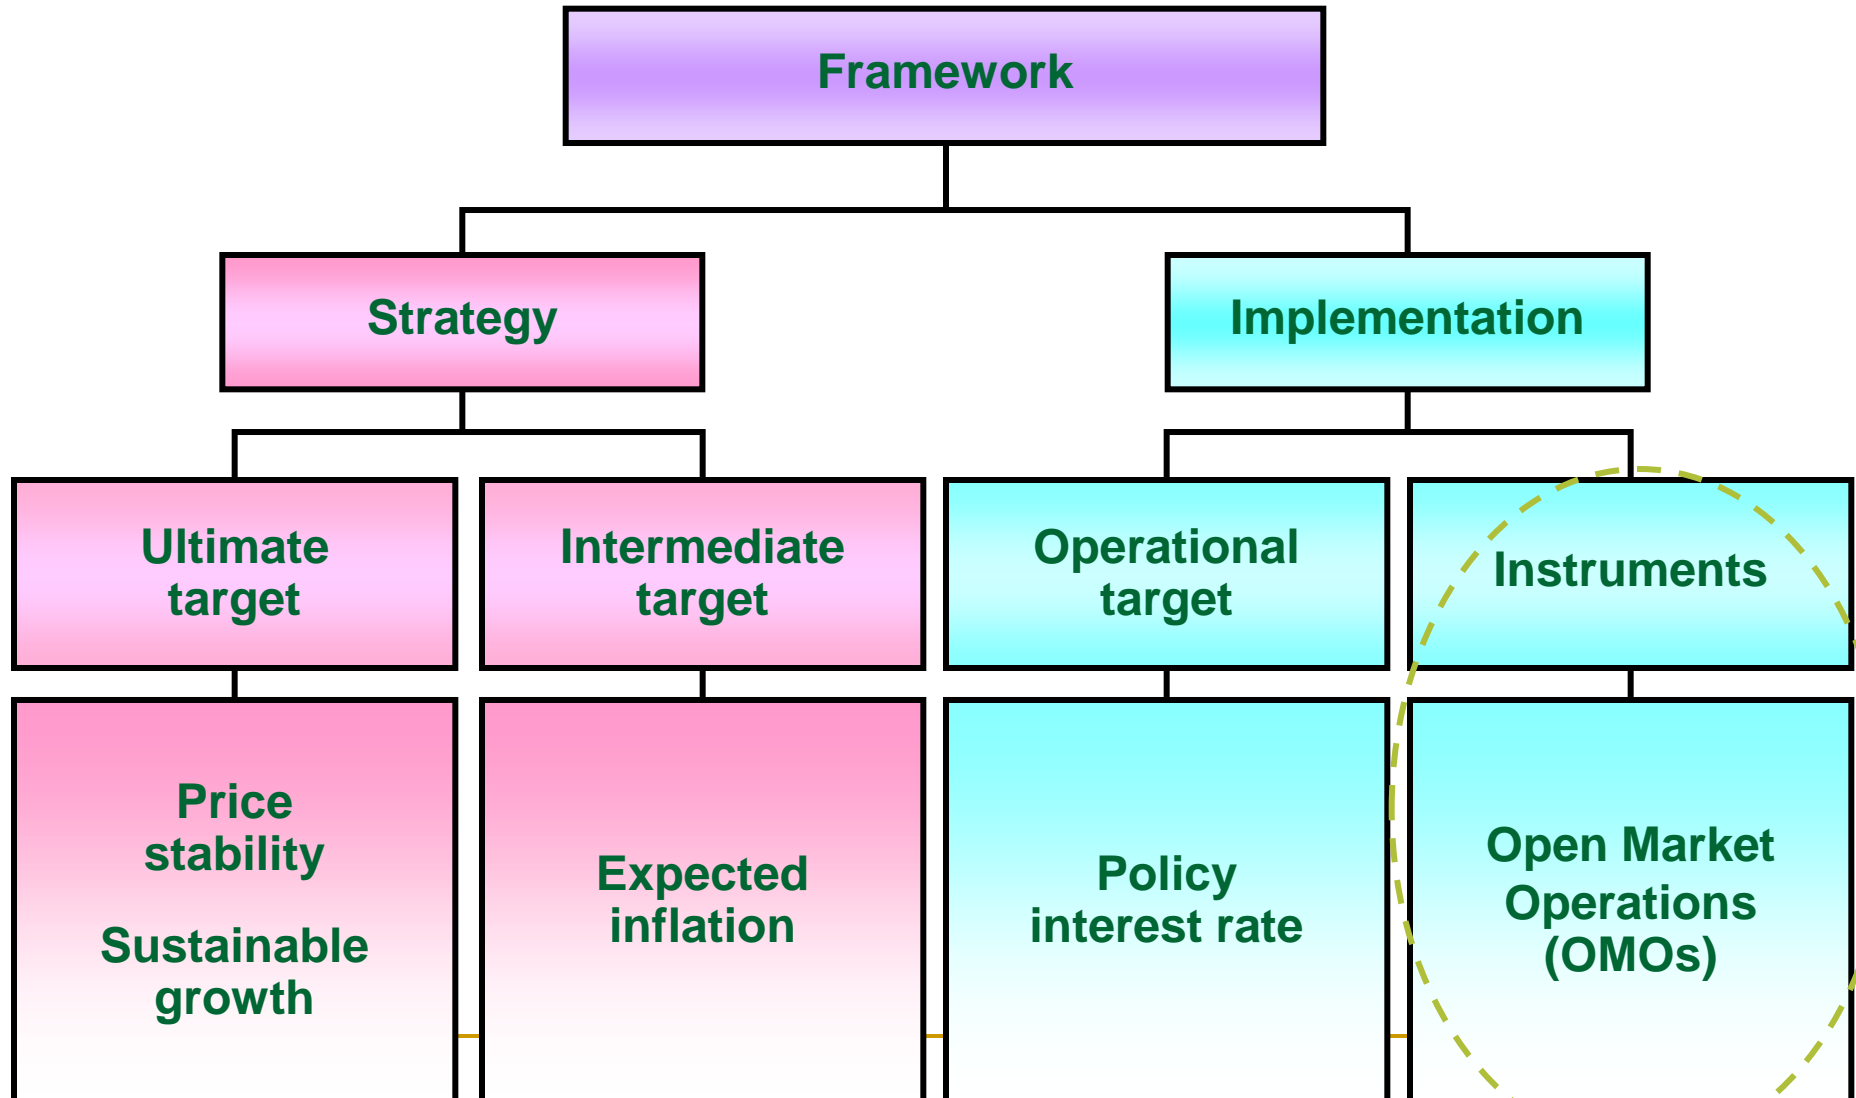 Framework
Strategy
Implementation
Ultimate
target
Intermediate
target
Operational
target
Instruments
Price
stability
Sustainable
growth
Expected
inflation
Policy
interest rate
Open Market
Operations
(OMOs)